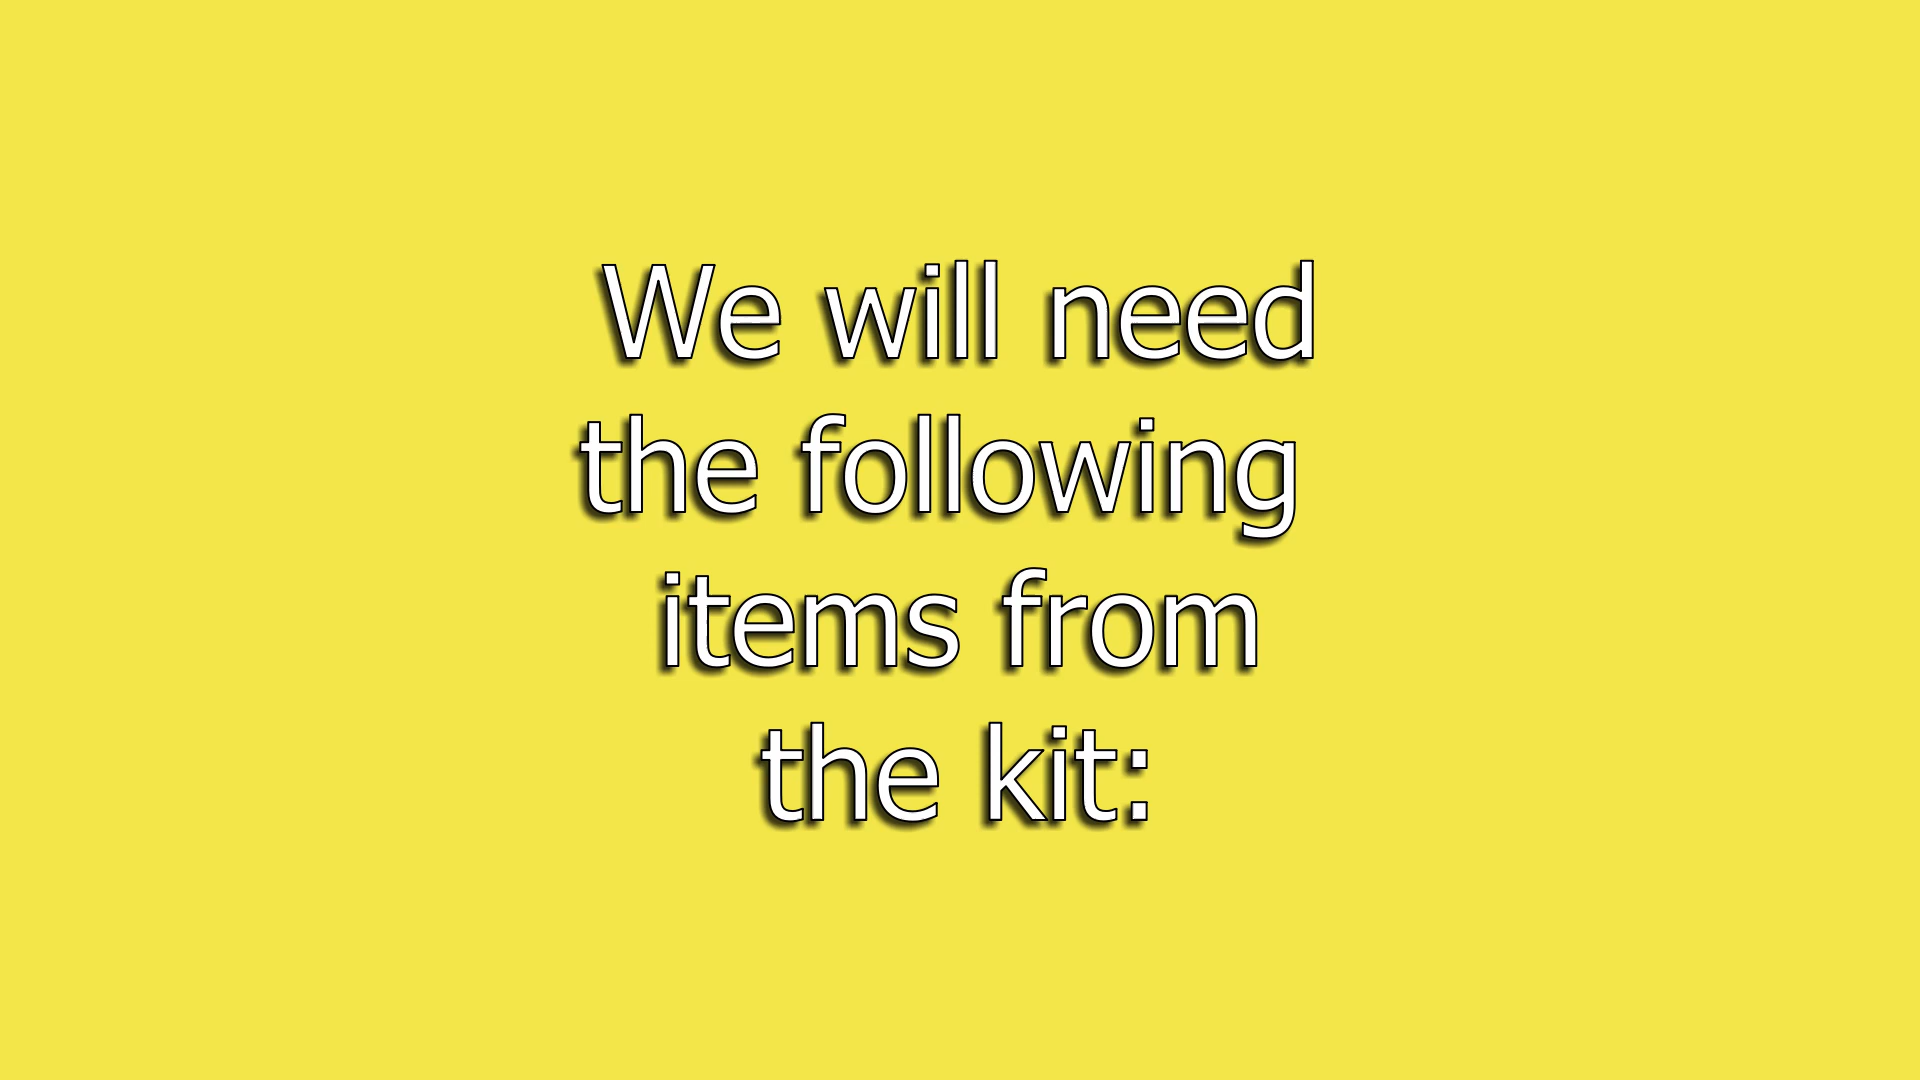 We will need
the following
items from
the kit: